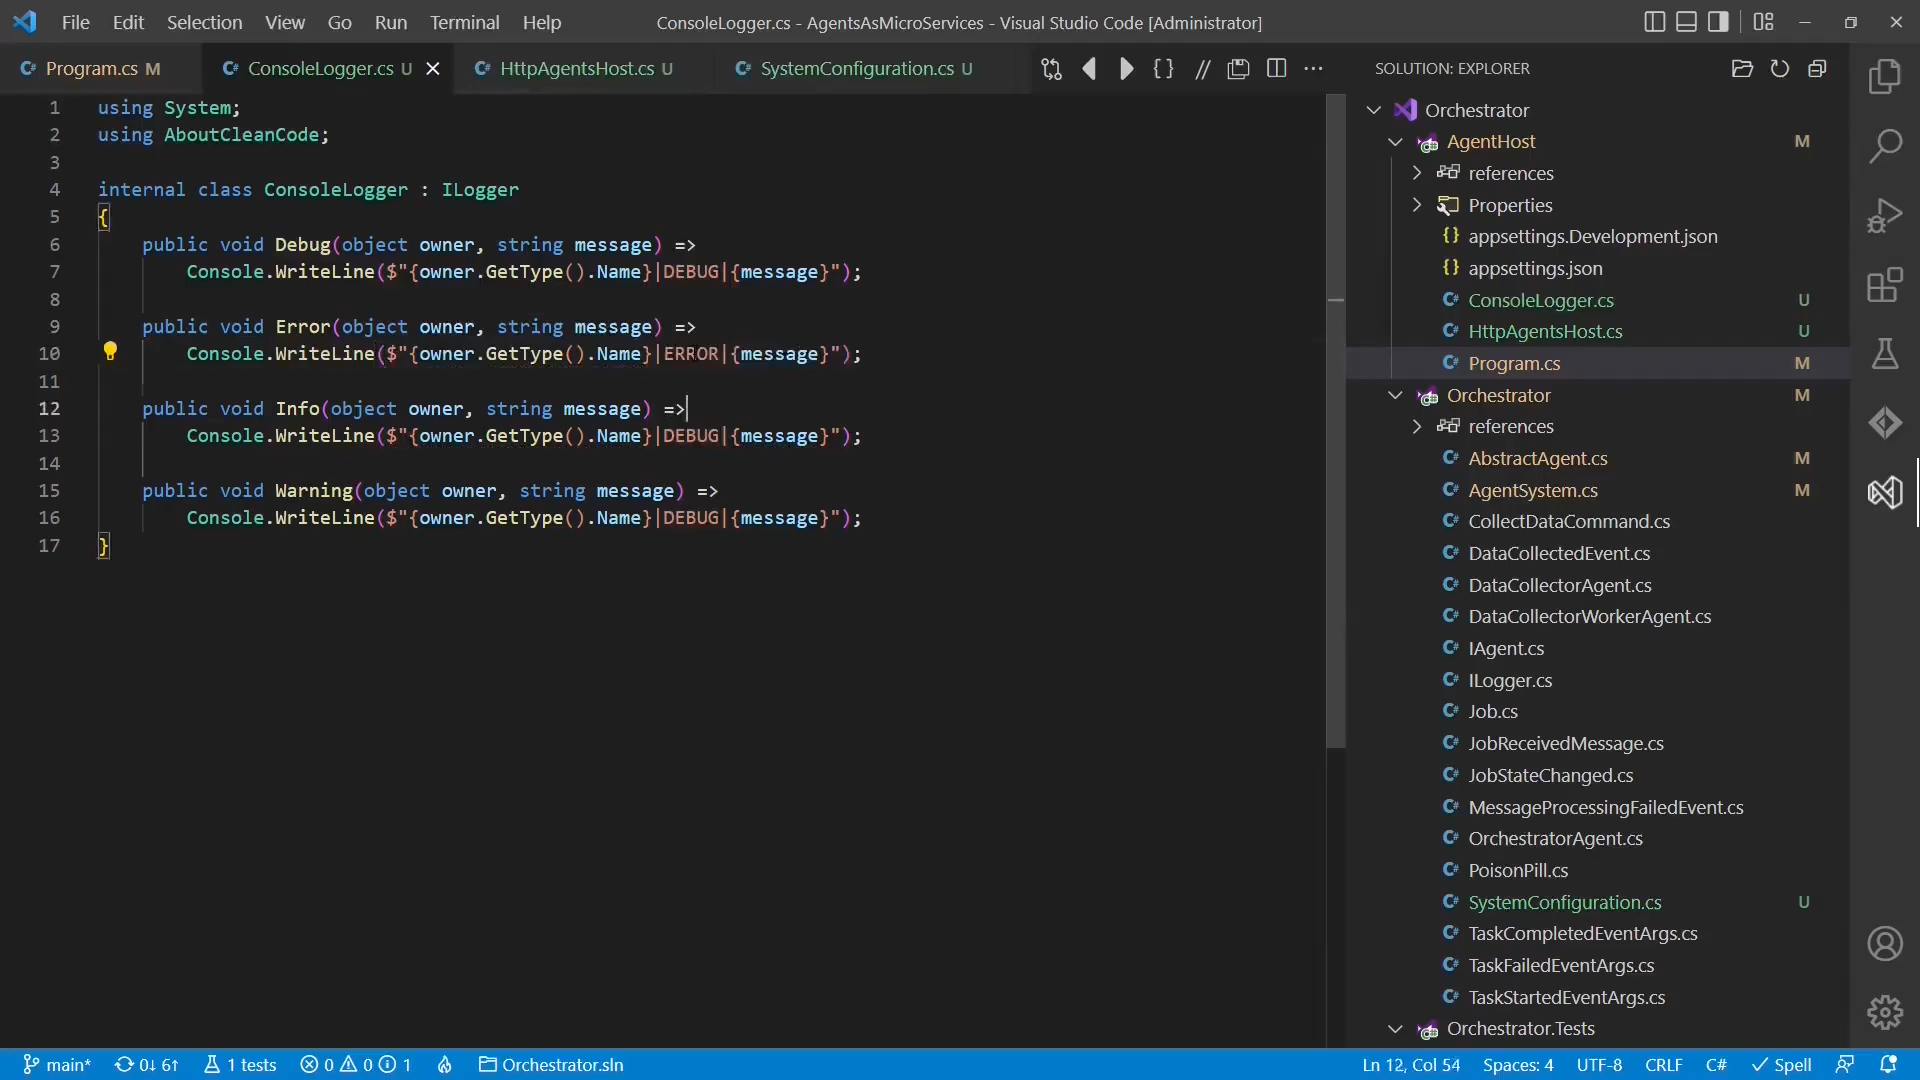 File Edit Selection View Go Run Terminal Help ConsoleLogger.cs - AgentsAsMicroServices - Visual Studio Code [Administrator]
Program.cs M ConsoleLogger.cs U HttpAgentsHost.cs U SystemConfiguration.cs U
1 using System;
2 using AboutCleanCode;
3
4 internal class ConsoleLogger : ILogger
5 {
6 public void Debug(object owner, string message) =>
7 Console.WriteLine($"{owner.GetType().Name}|DEBUG|{message}");
8
9 public void Error(object owner, string message) =>
10 Console.WriteLine($"{owner.GetType().Name}|ERROR|{message}");
11
12 public void Info(object owner, string message) =>
13 Console.WriteLine($"{owner.GetType().Name}|DEBUG|{message}");
14
15 public void Warning(object owner, string message) =>
16 Console.WriteLine($"{owner.GetType().Name}|DEBUG|{message}");
17 }
SOLUTION: EXPLORER
Orchestrator
AgentHost M
references
Properties
{} appsettings.Development.json
{} appsettings.json
C# ConsoleLogger.cs U
C# HttpAgentsHost.cs U
C# Program.cs M
Orchestrator M
references
C# AbstractAgent.cs M
C# AgentSystem.cs M
C# CollectDataCommand.cs
C# DataCollectedEvent.cs
C# DataCollectorAgent.cs
C# DataCollectorWorkerAgent.cs
C# IAgent.cs
C# ILogger.cs
C# Job.cs
C# JobReceivedMessage.cs
C# JobStateChanged.cs
C# MessageProcessingFailedEvent.cs
C# OrchestratorAgent.cs
C# PoisonPill.cs
C# SystemConfiguration.cs U
C# TaskCompletedEventArgs.cs
C# TaskFailedEventArgs.cs
C# TaskStartedEventArgs.cs
Orchestrator.Tests
main* 0↓ 6↑ 1 tests 0 0 1 Orchestrator.sln Ln 12, Col 54 Spaces: 4 UTF-8 CRLF C# Spell